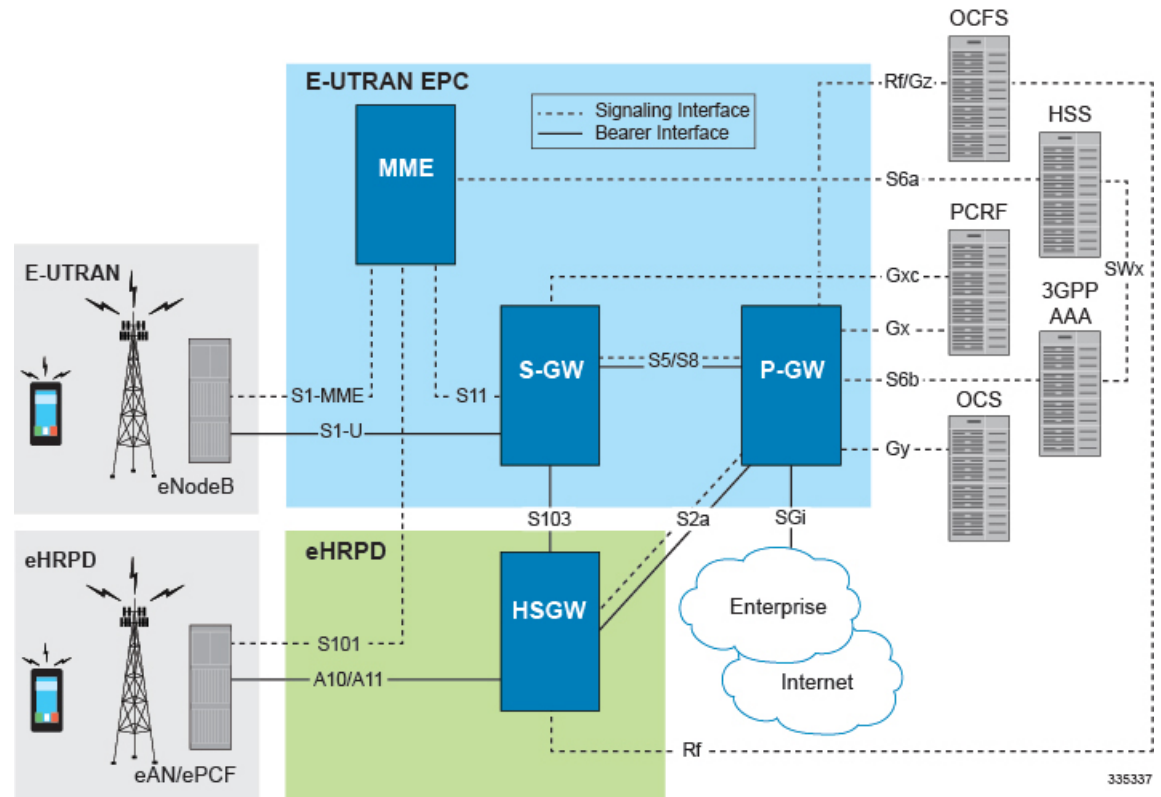 OCFS
E-UTRAN EPC
Signaling Interface
Bearer Interface
Rf/Gz
HSS
MME
S6a
PCRF
E-UTRAN
Gxc
SWx
3GPP
AAA
Gx
S-GW
S5/S8
P-GW
S6b
S1-MME
S11
OCS
S1-U
Gy
eNodeB
S103
S2a
SGi
eHRPD
eHRPD
HSGW
Enterprise
S101
A10/A11
Internet
Rf
eAN/ePCF
335337